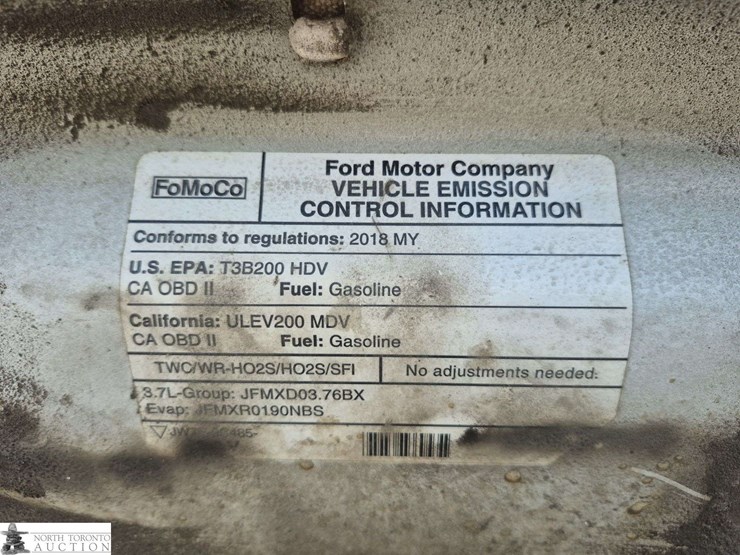 FoMoCo
Ford Motor Company
VEHICLE EMISSION
CONTROL INFORMATION
Conforms to regulations: 2018 MY
U.S. EPA: T3B200 HDV
CA OBD II Fuel: Gasoline
California: ULEV200 MDV
CA OBD II Fuel: Gasoline
TWC/WR-HO2S/HO2S/SFI
No adjustments needed.
3.7L-Group: JFMXD03.76BX
Evap: JFMXR0190NBS
NORTH TORONTO
AUCTION